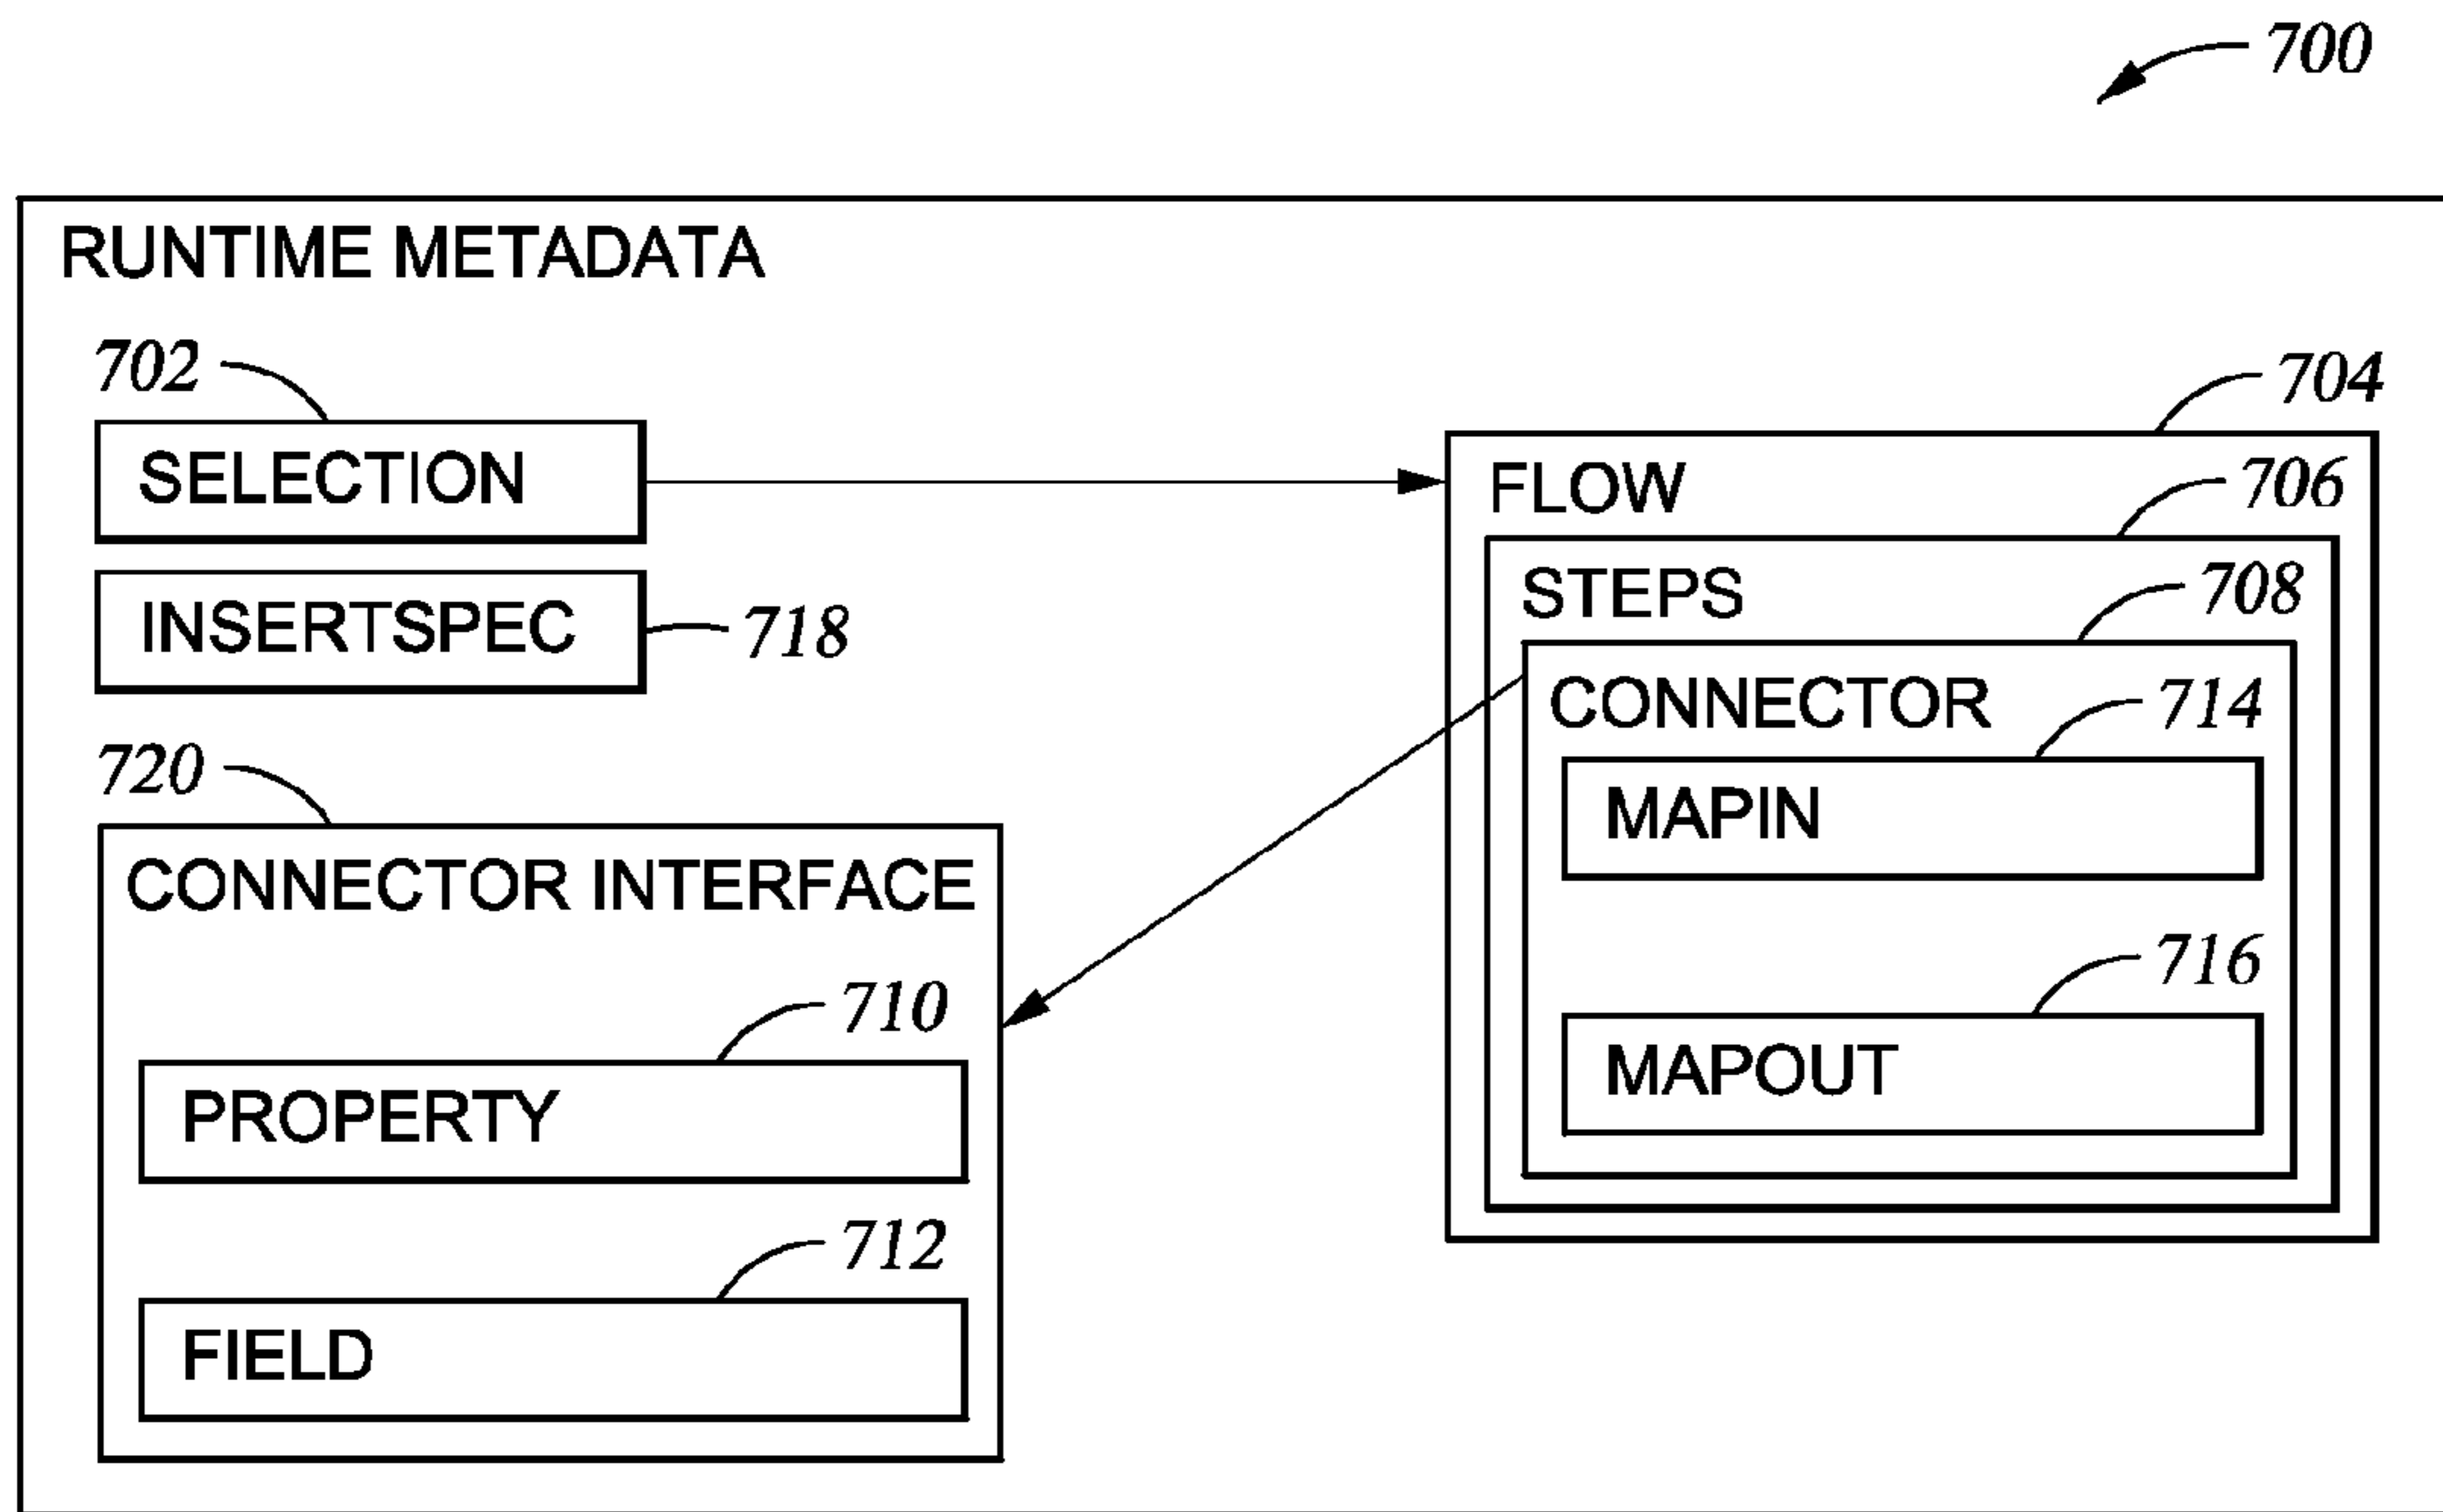 700
RUNTIME METADATA
702
SELECTION
INSERTSPEC
718
720
CONNECTOR INTERFACE
710
PROPERTY
712
FIELD
704
FLOW
706
STEPS
708
CONNECTOR
714
MAPIN
716
MAPOUT